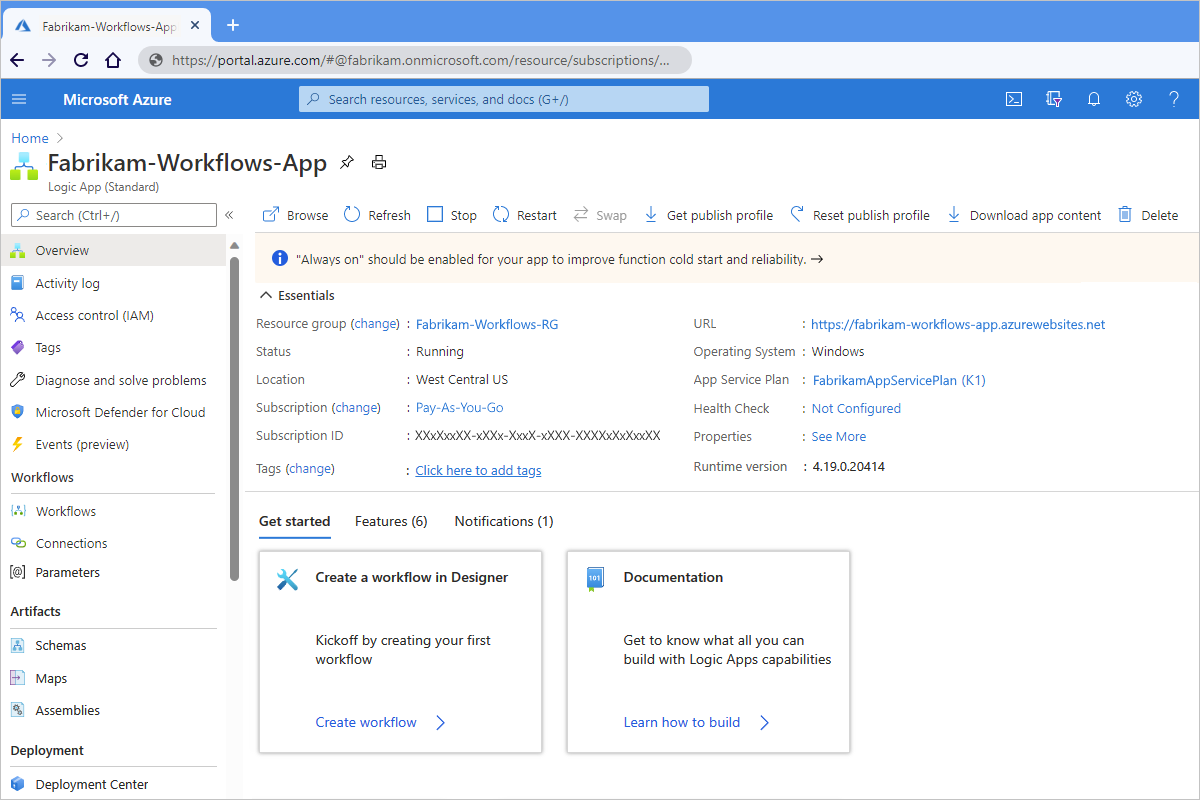 Fabrikam-Workflows-App
https://portal.azure.com/#@fabrikam.onmicrosoft.com/resource/subscriptions/...
Microsoft Azure
Search resources, services, and docs (G+/)
Home
Fabrikam-Workflows-App
Logic App (Standard)
Search (Ctrl+/)
Browse Refresh Stop Restart Swap Get publish profile Reset publish profile Download app content Delete
Overview
Activity log
Access control (IAM)
Tags
Diagnose and solve problems
Microsoft Defender for Cloud
Events (preview)
Workflows
Workflows
Connections
Parameters
Artifacts
Schemas
Maps
Assemblies
Deployment
Deployment Center
"Always on" should be enabled for your app to improve function cold start and reliability. →
Essentials
Resource group (change) : Fabrikam-Workflows-RG
Status : Running
Location : West Central US
Subscription (change) : Pay-As-You-Go
Subscription ID : XXxXxxXX-xXXx-XxxX-xXXX-XXXXxXxXxxXX
Tags (change) : Click here to add tags
URL : https://fabrikam-workflows-app.azurewebsites.net
Operating System : Windows
App Service Plan : FabrikamAppServicePlan (K1)
Health Check : Not Configured
Properties : See More
Runtime version : 4.19.0.20414
Get started Features (6) Notifications (1)
Create a workflow in Designer
Kickoff by creating your first
workflow
Create workflow
101
Documentation
Get to know what all you can
build with Logic Apps capabilities
Learn how to build